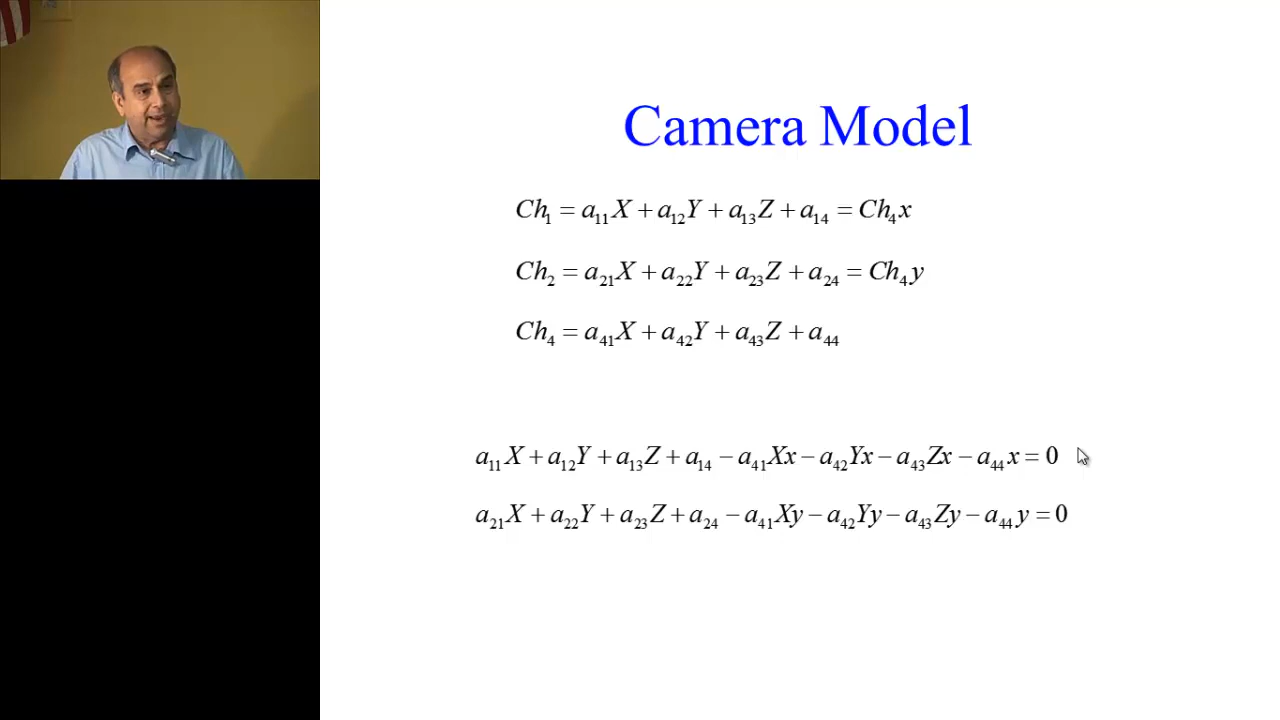 Camera Model
Ch₁ = a₁₁X + a₁₂Y + a₁₃Z + a₁₄ = Ch₄x
Ch₂ = a₂₁X + a₂₂Y + a₂₃Z + a₂₄ = Ch₄y
Ch₄ = a₄₁X + a₄₂Y + a₄₃Z + a₄₄
a₁₁X + a₁₂Y + a₁₃Z + a₁₄ − a₄₁Xx − a₄₂Yx − a₄₃Zx − a₄₄x = 0
a₂₁X + a₂₂Y + a₂₃Z + a₂₄ − a₄₁Xy − a₄₂Yy − a₄₃Zy − a₄₄y = 0